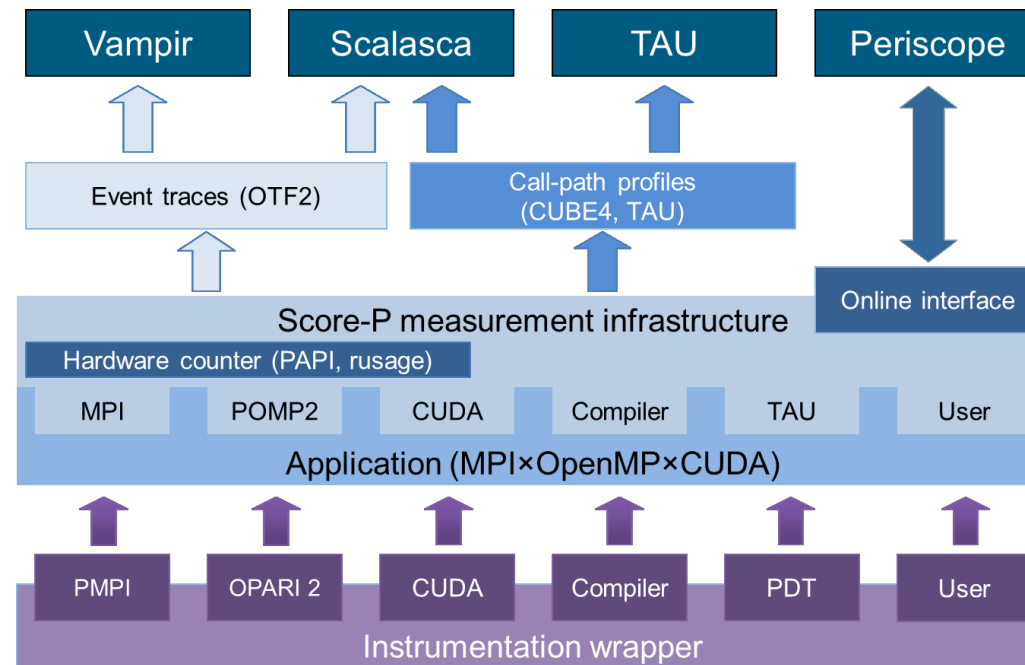 Vampir
Scalasca
TAU
Periscope
Event traces (OTF2)
Call-path profiles
(CUBE4, TAU)
Online interface
Score-P measurement infrastructure
Hardware counter (PAPI, rusage)
MPI
POMP2
CUDA
Compiler
TAU
User
Application (MPI×OpenMP×CUDA)
PMPI
OPARI 2
CUDA
Compiler
PDT
User
Instrumentation wrapper